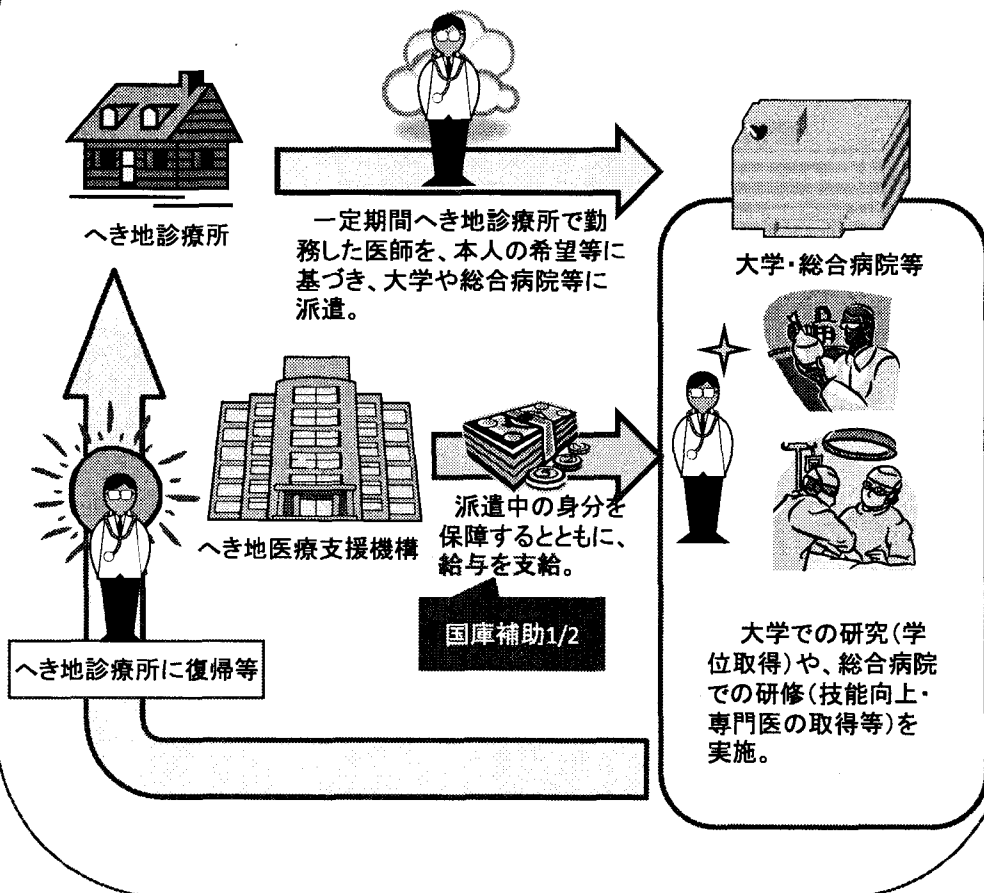 へき地診療所
一定期間へき地診療所で勤
務した医師を、本人の希望等に
基づき、大学や総合病院等に
派遣。
大学・総合病院等
へき地医療支援機構
派遣中の身分を
保障するとともに、
給与を支給。
国庫補助1/2
へき地診療所に復帰等
大学での研究(学
位取得)や、総合病院
での研修(技能向上・
専門医の取得等)を
実施。